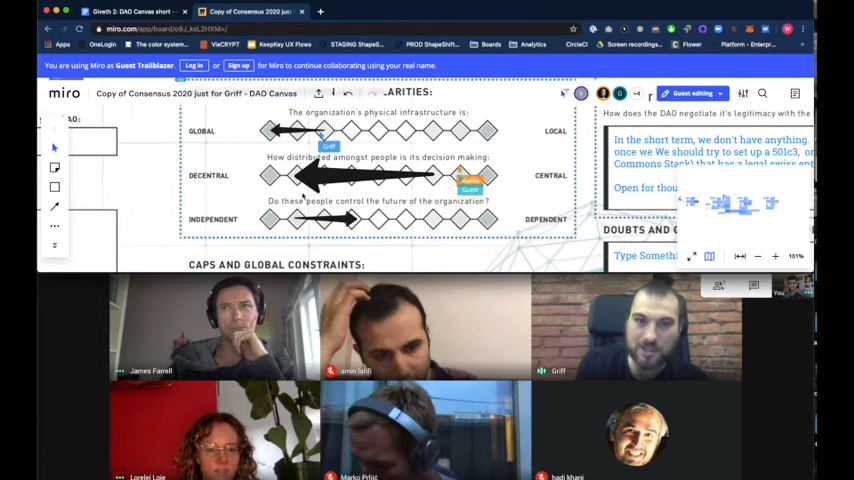 Giveth 2: DAO Canvas short -
Copy of Consensus 2020 just
miro.com/app/board/o9J_ksL2HXM=/
Apps OneLogin The color system... ViaCRYPT KeepKey UX Flows STAGING ShapeS... PROD ShapeShift... Boards Analytics CircleCI Screen recordings... Flower Platform - Enterp...
You are using Miro as Guest Trailblazer. Log in or Sign up for Miro to continue collaborating using your real name.
miro Copy of Consensus 2020 just for Griff - DAO Canvas +4 Guest editing
The organization's physical infrastructure is:
GLOBAL LOCAL
Griff
How distributed amongst people is its decision making:
DECENTRAL CENTRAL
Guest
Do these people control the future of the organization?
INDEPENDENT DEPENDENT
CAPS AND GLOBAL CONSTRAINTS:
How does the DAO negotiate it's legitimacy with the
In the short term, we don't have anything.
once we We should try to set up a 501c3,
Commons Stack) that has a legal swiss
Open for
DOUBTS AND
Type
101%
You
James Farrell
amin latifi
Griff
Lorelei Loie
Marko Prljić
hadi khani